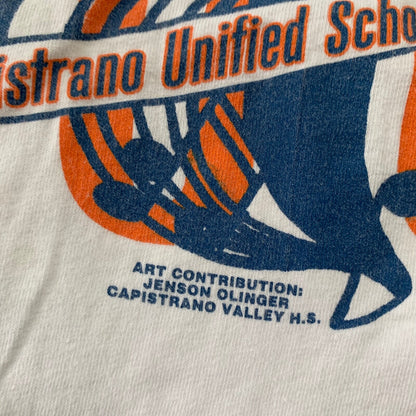 istrano Unified Scho
ART CONTRIBUTION:
JENSON OLINGER
CAPISTRANO VALLEY H.S.